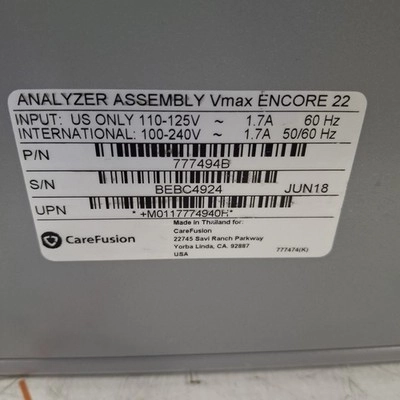 ANALYZER ASSEMBLY Vmax ENCORE 22
INPUT: US ONLY 110-125V ~ 1.7A 60 Hz
INTERNATIONAL: 100-240V ~ 1.7A 50/60 Hz
P/N 777494B
S/N BEBC4924 JUN18
UPN
CareFusion
Made in Thailand for:
CareFusion
22745 Savi Ranch Parkway
Yorba Linda, CA. 92887
USA
777474(K)